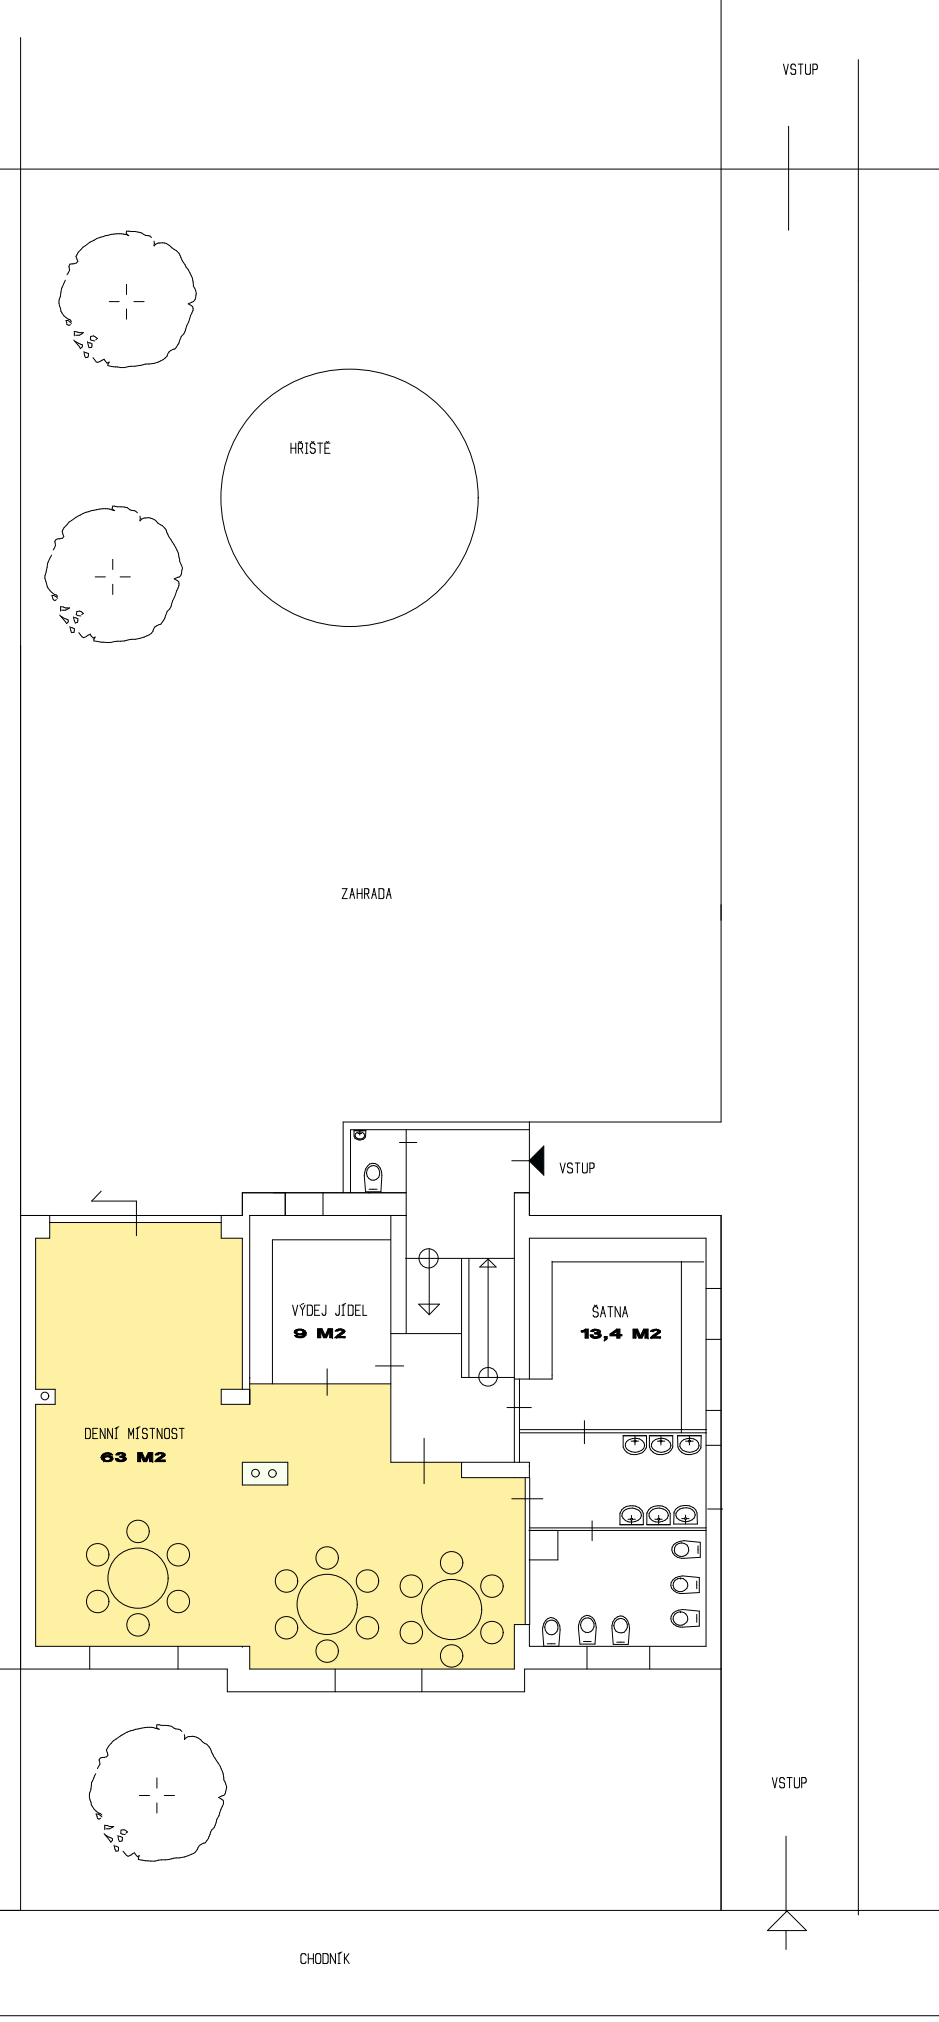 VSTUP
HŘIŠTĚ
ZAHRADA
VSTUP
VÝDEJ JÍDEL
9 M2
ŠATNA
13,4 M2
DENNÍ MÍSTNOST
63 M2
VSTUP
CHODNÍK